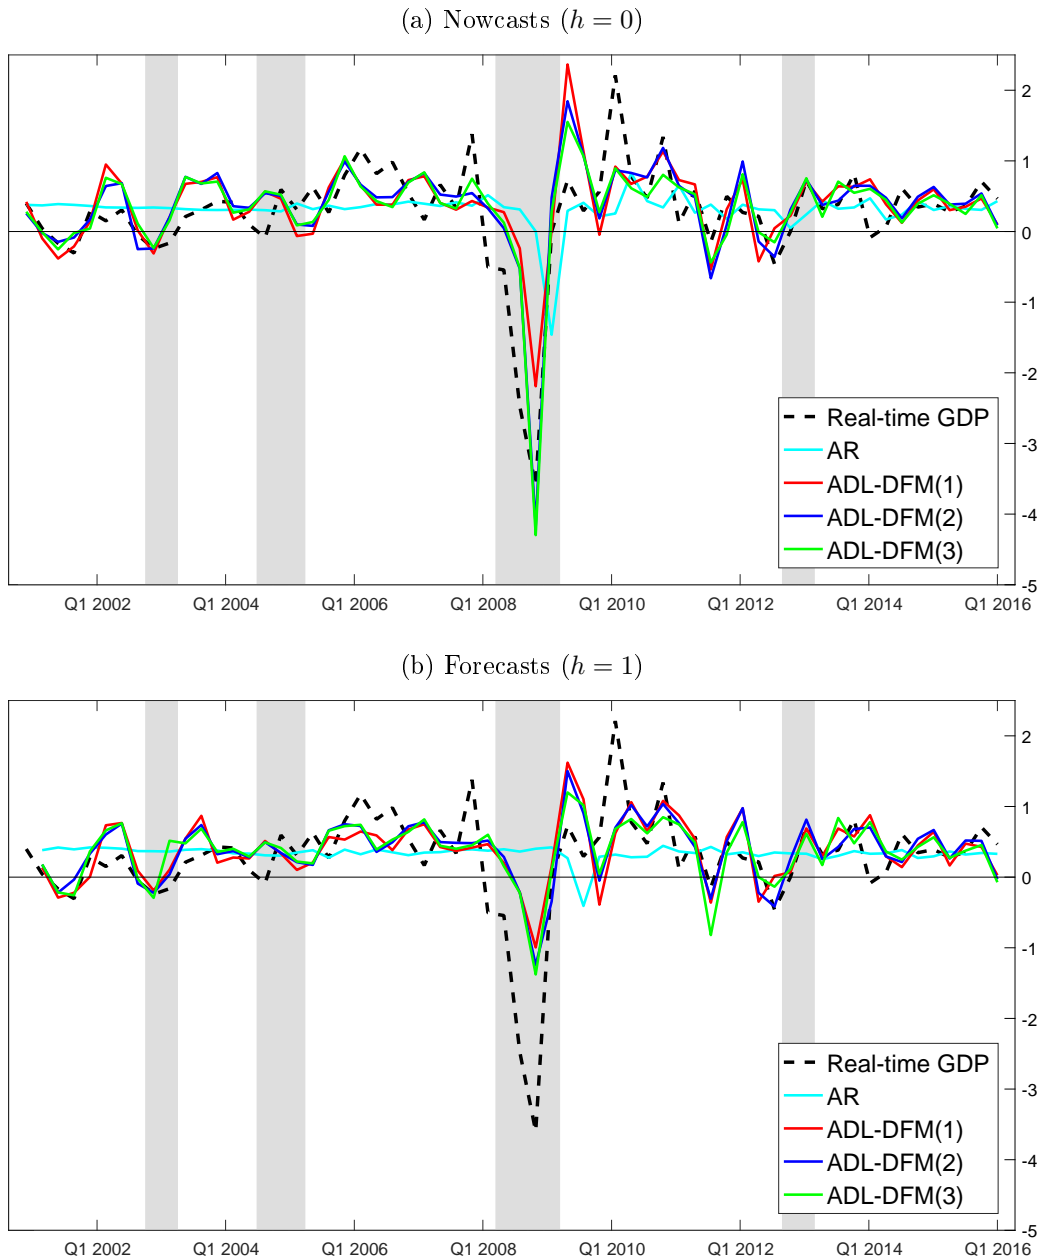 (a) Nowcasts (h = 0)
2
1
0
-1
-2
-3
-4
-5
Real-time GDP
AR
ADL-DFM(1)
ADL-DFM(2)
ADL-DFM(3)
Q1 2002 Q1 2004 Q1 2006 Q1 2008 Q1 2010 Q1 2012 Q1 2014 Q1 2016
(b) Forecasts (h = 1)
2
1
0
-1
-2
-3
-4
-5
Real-time GDP
AR
ADL-DFM(1)
ADL-DFM(2)
ADL-DFM(3)
Q1 2002 Q1 2004 Q1 2006 Q1 2008 Q1 2010 Q1 2012 Q1 2014 Q1 2016